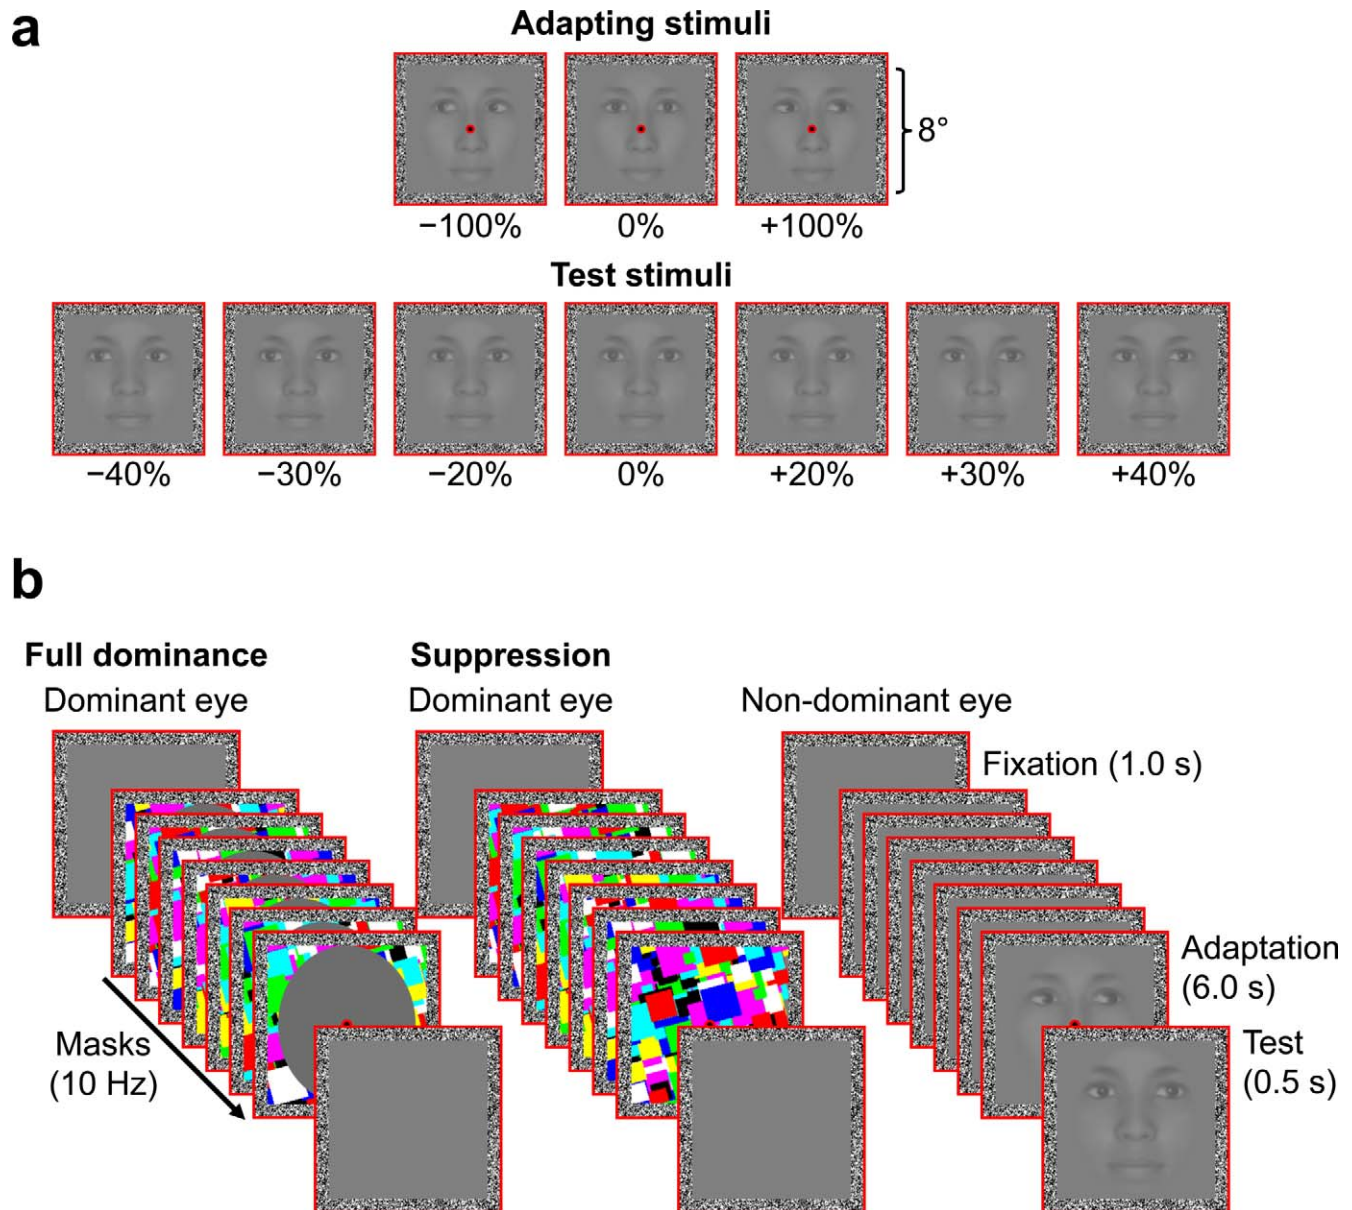 a
Adapting stimuli
8°
−100% 0% +100%
Test stimuli
−40% −30% −20% 0% +20% +30% +40%
b
Full dominance Suppression
Dominant eye Dominant eye Non-dominant eye
Fixation (1.0 s)
Adaptation
(6.0 s)
Masks
(10 Hz)
Test
(0.5 s)